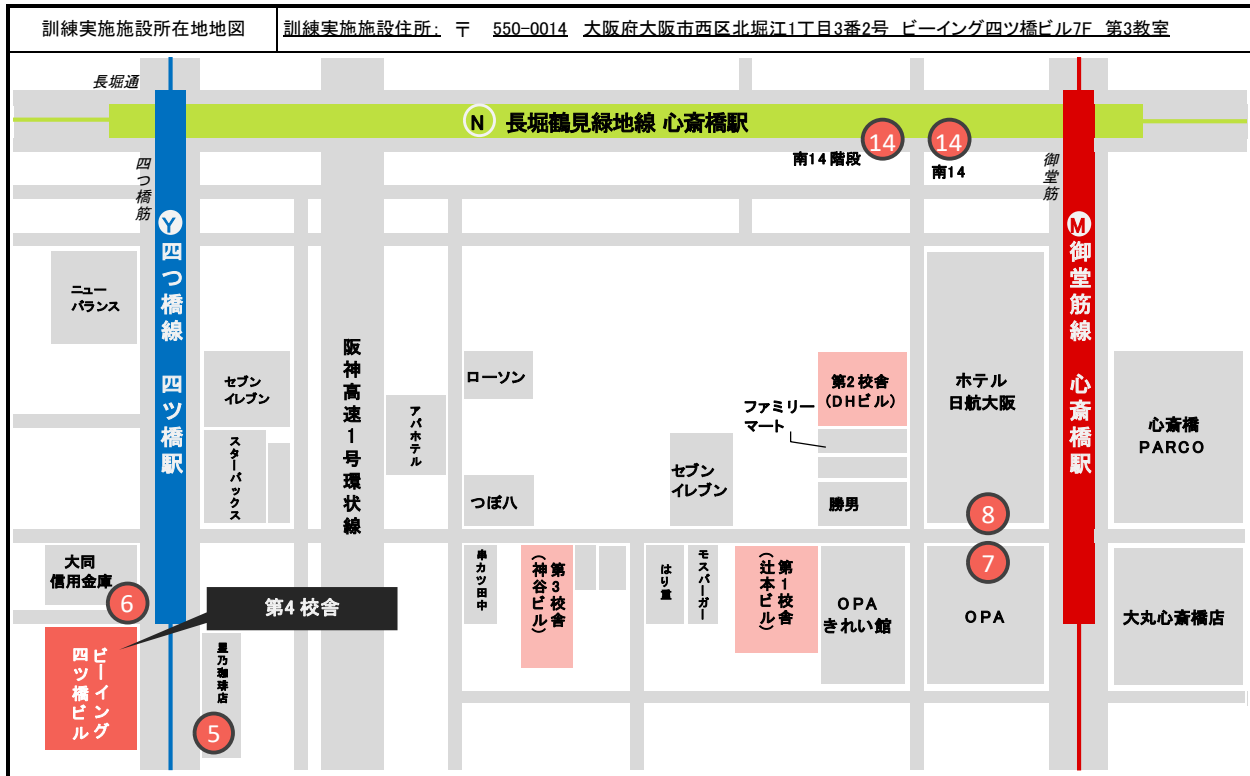 訓練実施施設所在地地図
訓練実施施設住所: 〒 550-0014 大阪府大阪市西区北堀江1丁目3番2号 ビーイング四ツ橋ビル7F 第3教室
長堀通
N 長堀鶴見緑地線 心斎橋駅
14
14
南14 階段
南14
四つ橋筋
御堂筋
Y 四つ橋線 四ツ橋駅
M 御堂筋線 心斎橋駅
ニュー
バランス
阪神高速1号環状線
セブン
イレブン
スターバックス
アパホテル
ローソン
つぼ八
セブン
イレブン
ファミリー
マート
第2校舎
(DHビル)
勝男
ホテル
日航大阪
心斎橋
PARCO
8
7
大同
信用金庫
6
第4校舎
ビーイング
四ツ橋ビル
星乃珈琲店
5
串カツ田中
第3校舎
(神谷ビル)
はり重
モスバーガー
第1校舎
(辻本ビル)
OPA
きれい館
OPA
大丸心斎橋店